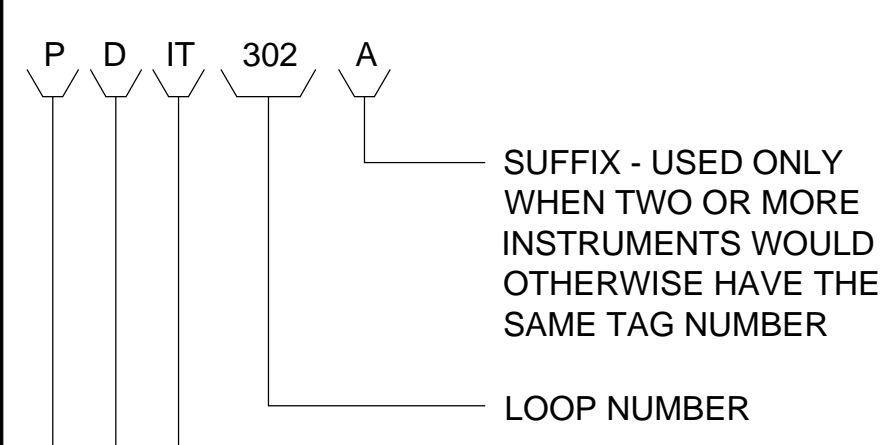 P D IT 302 A
SUFFIX - USED ONLY
WHEN TWO OR MORE
INSTRUMENTS WOULD
OTHERWISE HAVE THE
SAME TAG NUMBER
LOOP NUMBER